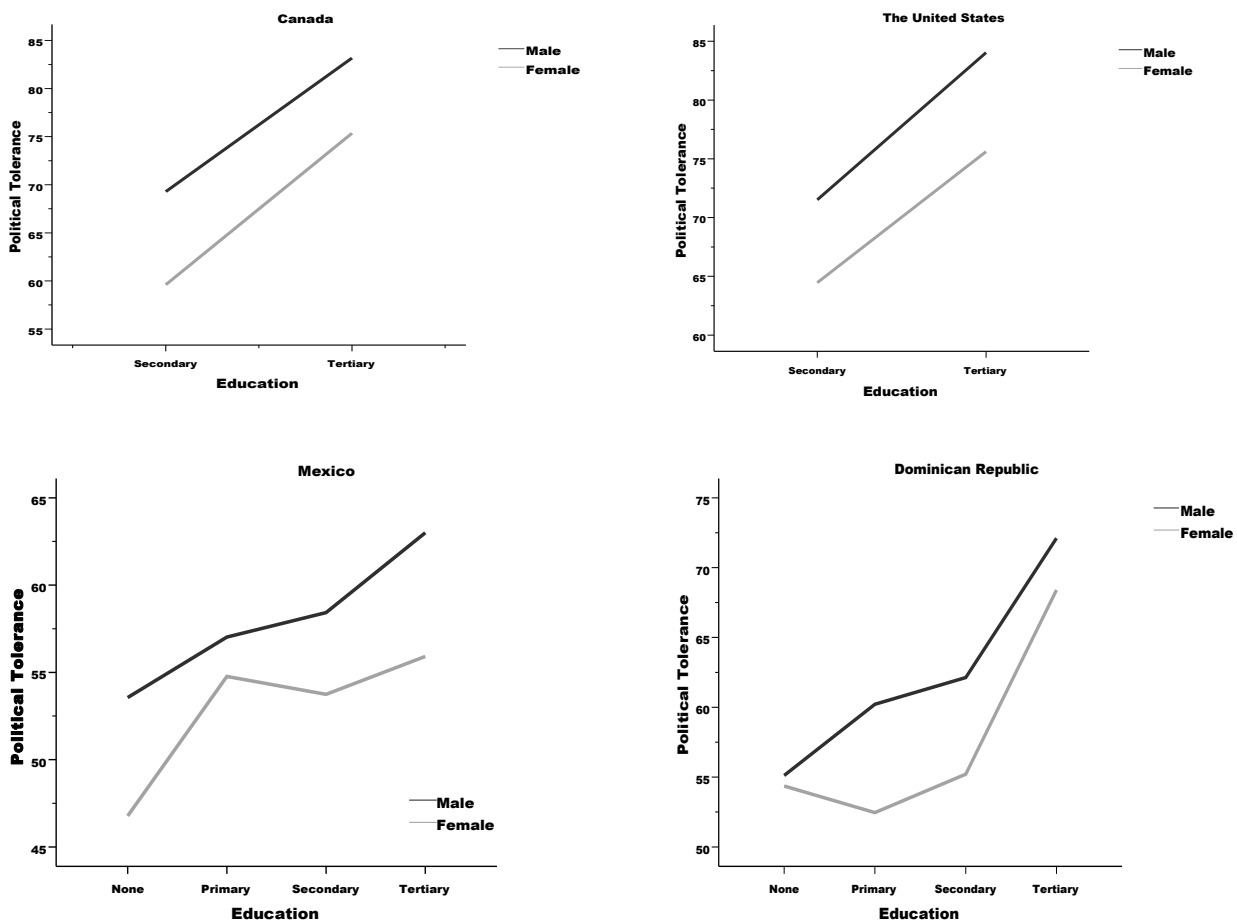 Canada
Male
Female
Political Tolerance
85
80
75
70
65
60
55
Secondary Tertiary
Education
The United States
Male
Female
Political Tolerance
85
80
75
70
65
60
Secondary Tertiary
Education
Mexico
Political Tolerance
65
60
55
50
45
Male
Female
None Primary Secondary Tertiary
Education
Dominican Republic
Male
Female
Political Tolerance
75
70
65
60
55
50
None Primary Secondary Tertiary
Education